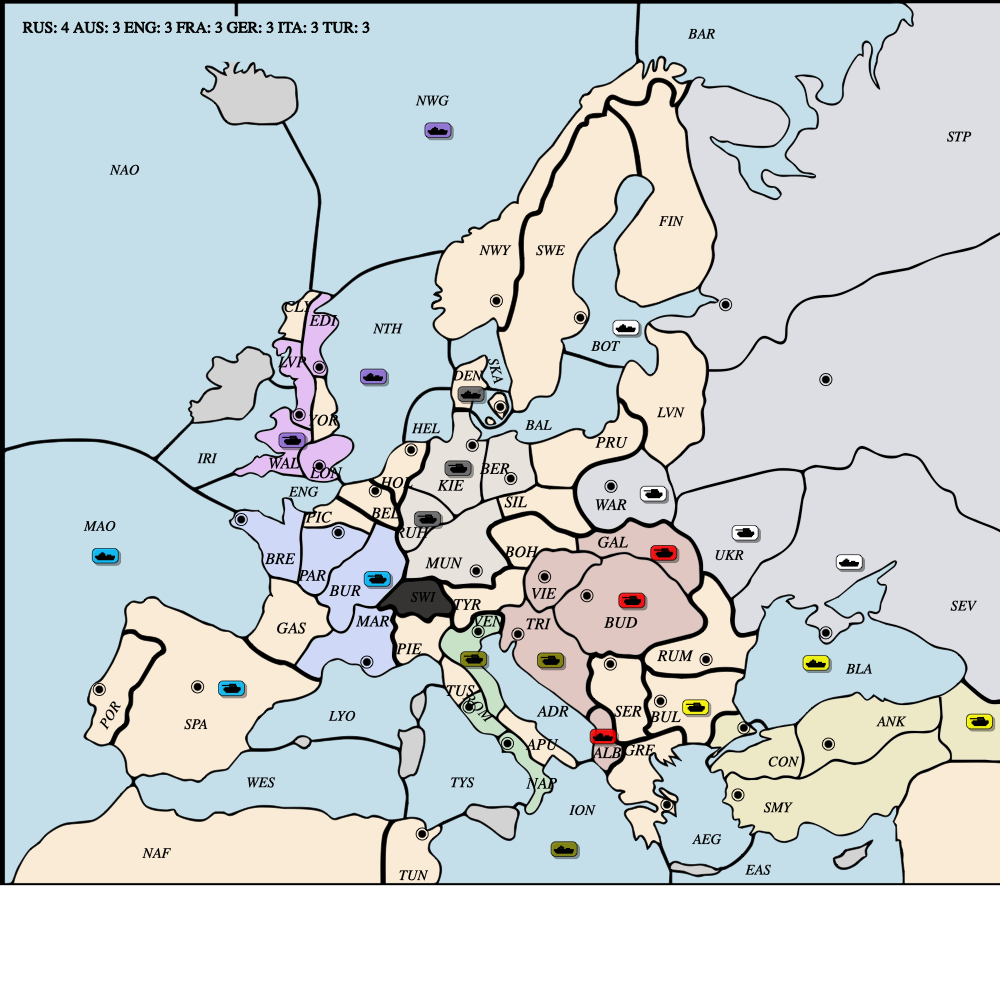 RUS: 4 AUS: 3 ENG: 3 FRA: 3 GER: 3 ITA: 3 TUR: 3
BAR
NWG
STP
NAO
FIN
NWY
SWE
CLY
EDI
NTH
BOT
LVP
DEN
SKA
LVN
YOR
HEL
BAL
PRU
IRI
WAL
LON
KIE
BER
HOL
ENG
WAR
SIL
PIC
BEL
MAO
RUH
GAL
UKR
BRE
BOH
MUN
PAR
BUR
VIE
SWI
TYR
SEV
GAS
MAR
VEN
TRI
BUD
PIE
RUM
BLA
TUS
SPA
POR
ROM
LYO
ADR
SER
BUL
ANK
APU
ALB
GRE
CON
WES
TYS
NAP
ION
SMY
AEG
NAF
EAS
TUN